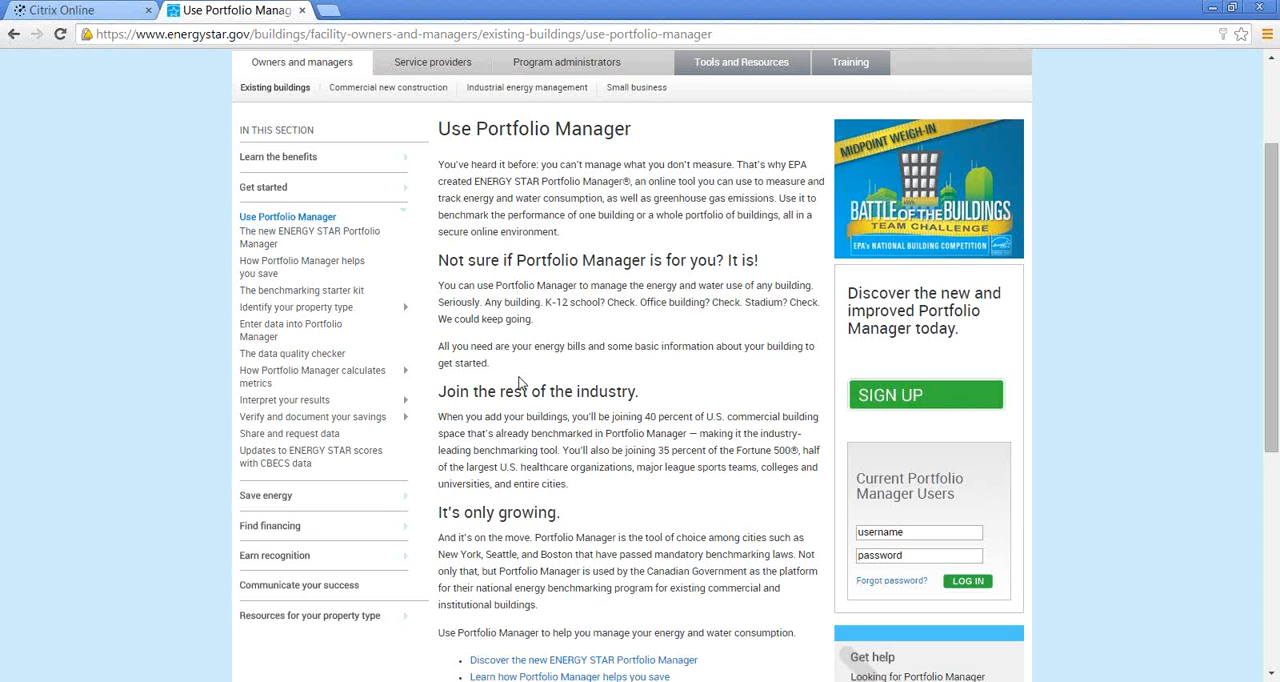 Citrix Online
Use Portfolio Manag
https://www.energystar.gov/buildings/facility-owners-and-managers/existing-buildings/use-portfolio-manager
Owners and managers
Service providers
Program administrators
Tools and Resources
Training
Existing buildings
Commercial new construction
Industrial energy management
Small business
IN THIS SECTION
Learn the benefits
Get started
Use Portfolio Manager
The new ENERGY STAR Portfolio
Manager
How Portfolio Manager helps
you save
The benchmarking starter kit
Identify your property type
Enter data into Portfolio
Manager
The data quality checker
How Portfolio Manager calculates
metrics
Interpret your results
Verify and document your savings
Share and request data
Updates to ENERGY STAR scores
with CBECS data
Save energy
Find financing
Earn recognition
Communicate your success
Resources for your property type
Use Portfolio Manager
You've heard it before: you can't manage what you don't measure. That's why EPA
created ENERGY STAR Portfolio Manager®, an online tool you can use to measure and
track energy and water consumption, as well as greenhouse gas emissions. Use it to
benchmark the performance of one building or a whole portfolio of buildings, all in a
secure online environment.
Not sure if Portfolio Manager is for you? It is!
You can use Portfolio Manager to manage the energy and water use of any building.
Seriously. Any building. K-12 school? Check. Office building? Check. Stadium? Check.
We could keep going.
All you need are your energy bills and some basic information about your building to
get started.
Join the rest of the industry.
When you add your buildings, you'll be joining 40 percent of U.S. commercial building
space that's already benchmarked in Portfolio Manager — making it the industry-
leading benchmarking tool. You'll also be joining 35 percent of the Fortune 500®, half
of the largest U.S. healthcare organizations, major league sports teams, colleges and
universities, and entire cities.
It's only growing.
And it's on the move. Portfolio Manager is the tool of choice among cities such as
New York, Seattle, and Boston that have passed mandatory benchmarking laws. Not
only that, but Portfolio Manager is used by the Canadian Government as the platform
for their national energy benchmarking program for existing commercial and
institutional buildings.
Use Portfolio Manager to help you manage your energy and water consumption.
Discover the new ENERGY STAR Portfolio Manager
Learn how Portfolio Manager helps you save
MIDPOINT WEIGH-IN
BATTLE OF THE BUILDINGS
TEAM CHALLENGE
EPA's NATIONAL BUILDING COMPETITION
Discover the new and
improved Portfolio
Manager today.
SIGN UP
Current Portfolio
Manager Users
username
password
Forgot password?
LOG IN
Get help
Looking for Portfolio Manager